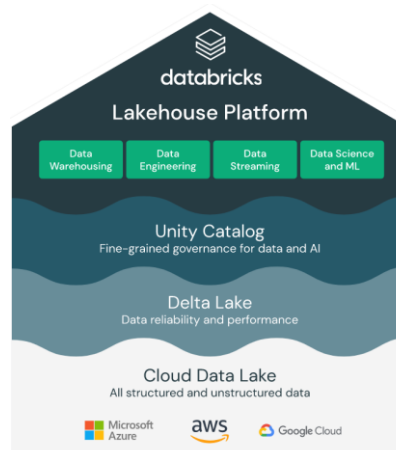 databricks
Lakehouse Platform
Data Warehousing
Data Engineering
Data Streaming
Data Science and ML
Unity Catalog
Fine-grained governance for data and AI
Delta Lake
Data reliability and performance
Cloud Data Lake
All structured and unstructured data
Microsoft Azure
aws
Google Cloud